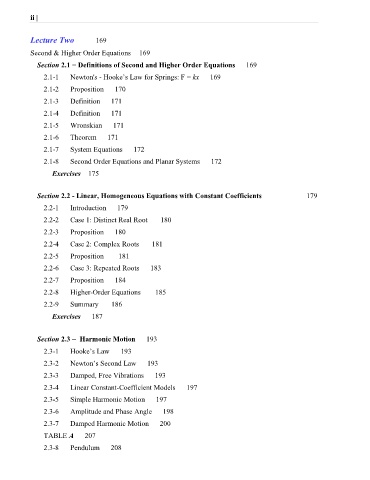 ii |
Lecture Two 169
Second & Higher Order Equations 169
Section 2.1 – Definitions of Second and Higher Order Equations 169
2.1-1 Newton's - Hooke's Law for Springs: F = kx 169
2.1-2 Proposition 170
2.1-3 Definition 171
2.1-4 Definition 171
2.1-5 Wronskian 171
2.1-6 Theorem 171
2.1-7 System Equations 172
2.1-8 Second Order Equations and Planar Systems 172
Exercises 175
Section 2.2 - Linear, Homogeneous Equations with Constant Coefficients 179
2.2-1 Introduction 179
2.2-2 Case 1: Distinct Real Root 180
2.2-3 Proposition 180
2.2-4 Case 2: Complex Roots 181
2.2-5 Proposition 181
2.2-6 Case 3: Repeated Roots 183
2.2-7 Proposition 184
2.2-8 Higher-Order Equations 185
2.2-9 Summary 186
Exercises 187
Section 2.3 – Harmonic Motion 193
2.3-1 Hooke's Law 193
2.3-2 Newton's Second Law 193
2.3-3 Damped, Free Vibrations 193
2.3-4 Linear Constant-Coefficient Models 197
2.3-5 Simple Harmonic Motion 197
2.3-6 Amplitude and Phase Angle 198
2.3-7 Damped Harmonic Motion 200
TABLE .4 207
2.3-8 Pendulum 208